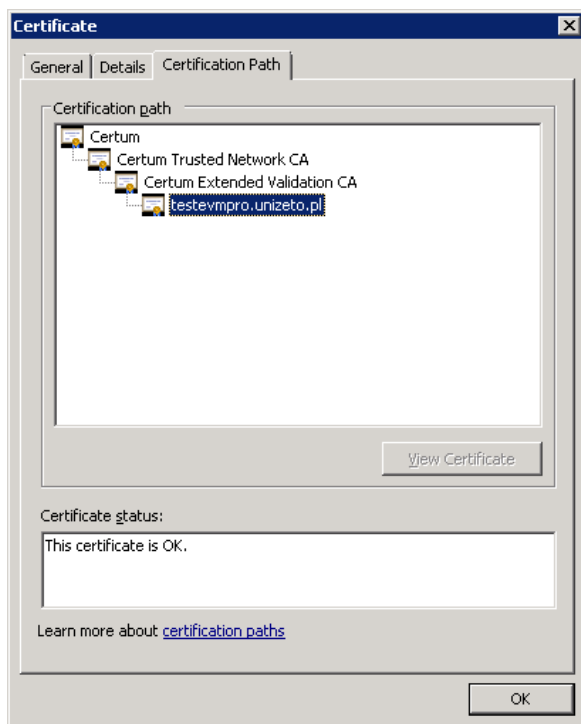 Certificate
General
Details
Certification Path
Certification path
Certum
Certum Trusted Network CA
Certum Extended Validation CA
testevmpro.unizeto.pl
View Certificate
Certificate status:
This certificate is OK.
Learn more about certification paths
OK